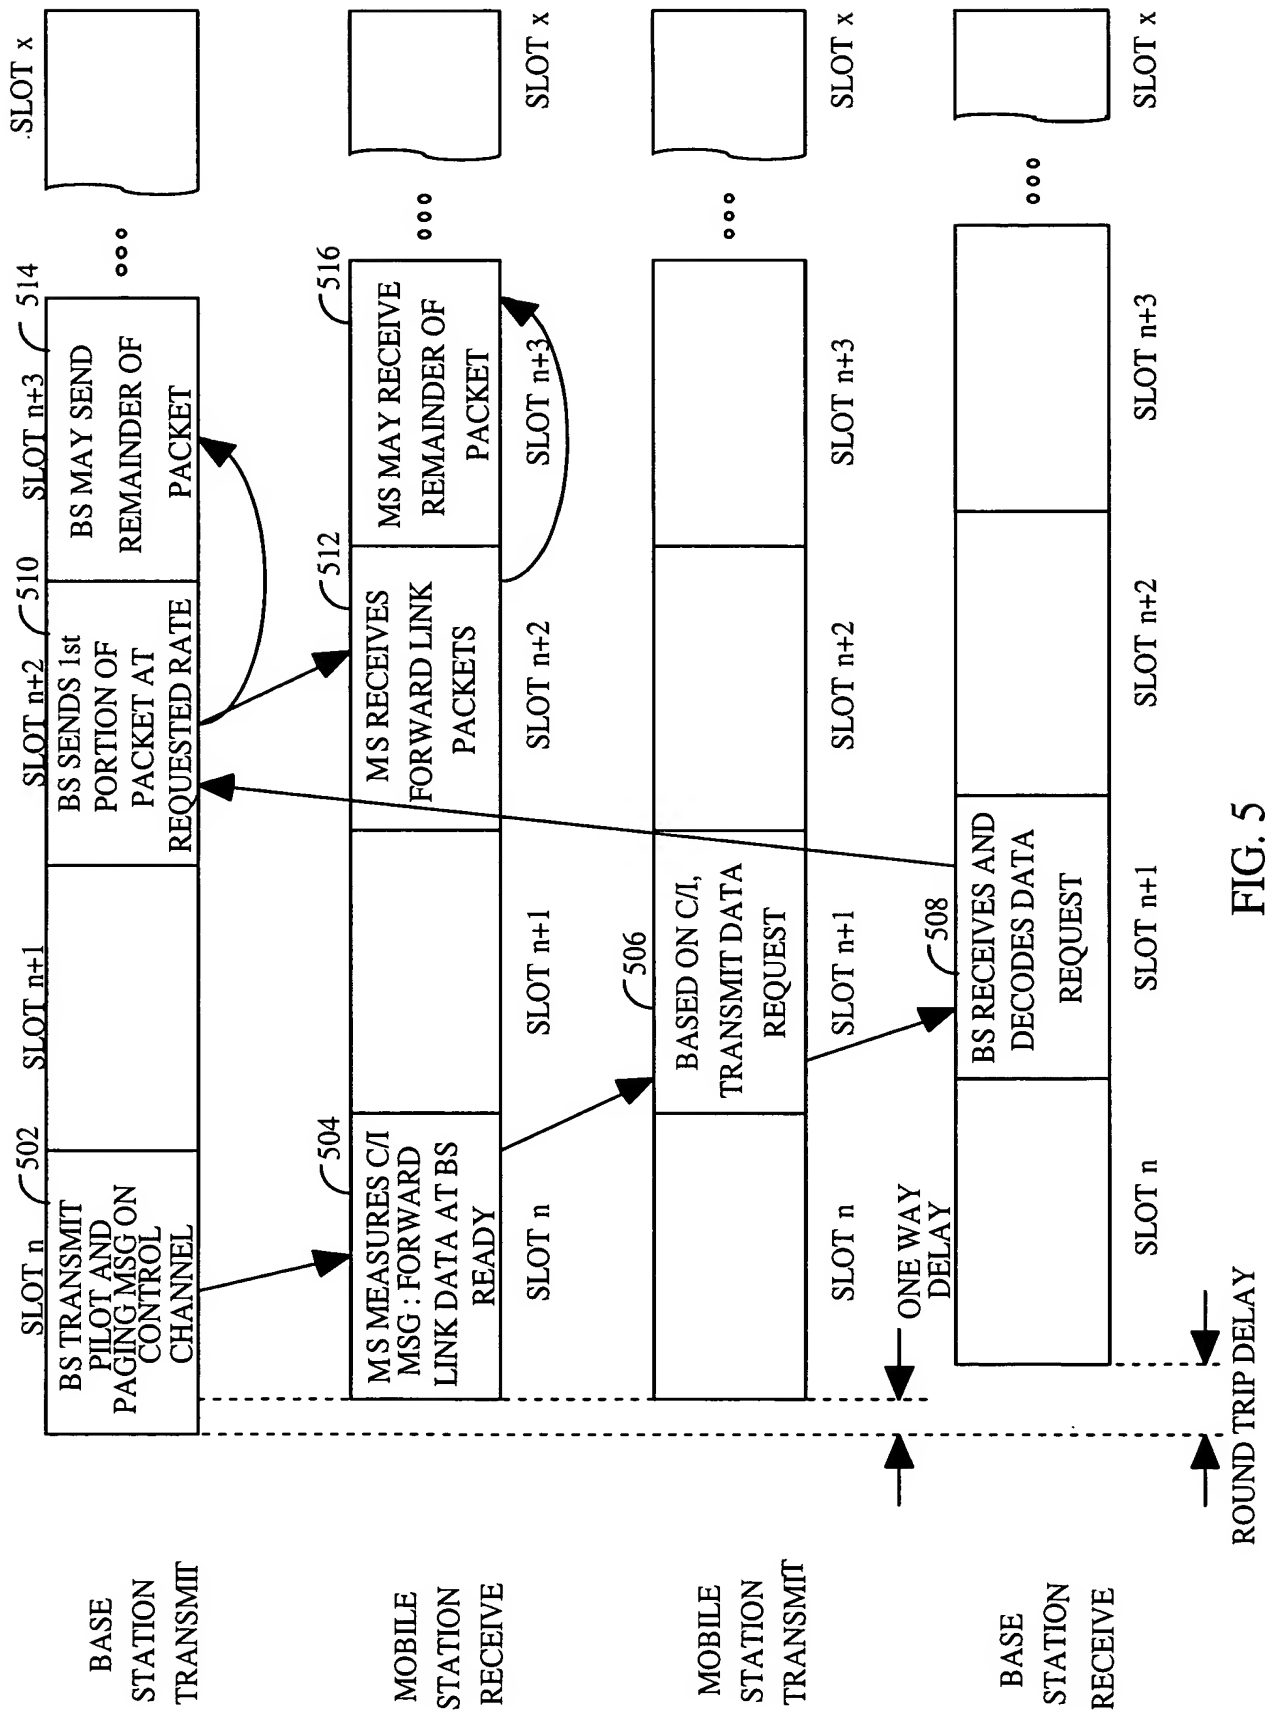 BASE
STATION
TRANSMIT
SLOT n
502
BS TRANSMIT
PILOT AND
PAGING MSG ON
CONTROL
CHANNEL
SLOT n+1
SLOT n+2
510
BS SENDS 1st
PORTION OF
PACKET AT
REQUESTED RATE
SLOT n+3
514
BS MAY SEND
REMAINDER OF
PACKET
SLOT x
MOBILE
STATION
RECEIVE
504
MS MEASURES C/I
MSG : FORWARD
LINK DATA AT BS
READY
SLOT n
SLOT n+1
512
MS RECEIVES
FORWARD LINK
PACKETS
SLOT n+2
516
MS MAY RECEIVE
REMAINDER OF
PACKET
SLOT n+3
SLOT x
MOBILE
STATION
TRANSMIT
SLOT n
506
BASED ON C/I,
TRANSMIT DATA
REQUEST
SLOT n+1
SLOT n+2
SLOT n+3
SLOT x
ONE WAY
DELAY
BASE
STATION
RECEIVE
SLOT n
508
BS RECEIVES AND
DECODES DATA
REQUEST
SLOT n+1
SLOT n+2
SLOT n+3
SLOT x
ROUND TRIP DELAY
FIG. 5